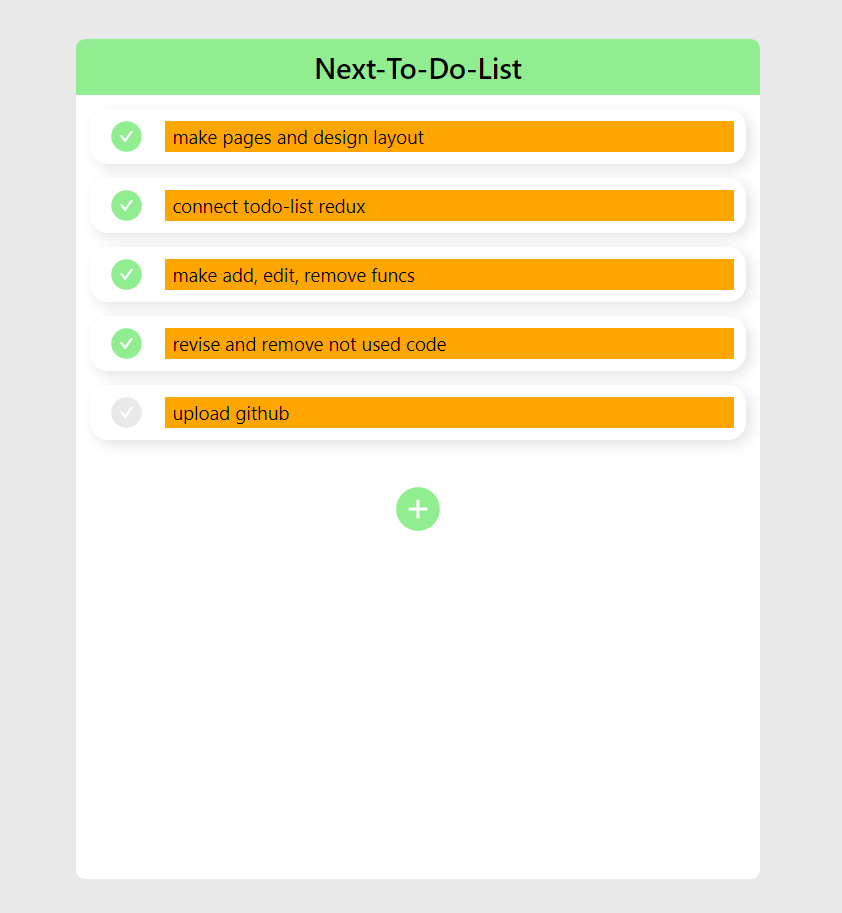 Next-To-Do-List
make pages and design layout
connect todo-list redux
make add, edit, remove funcs
revise and remove not used code
upload github